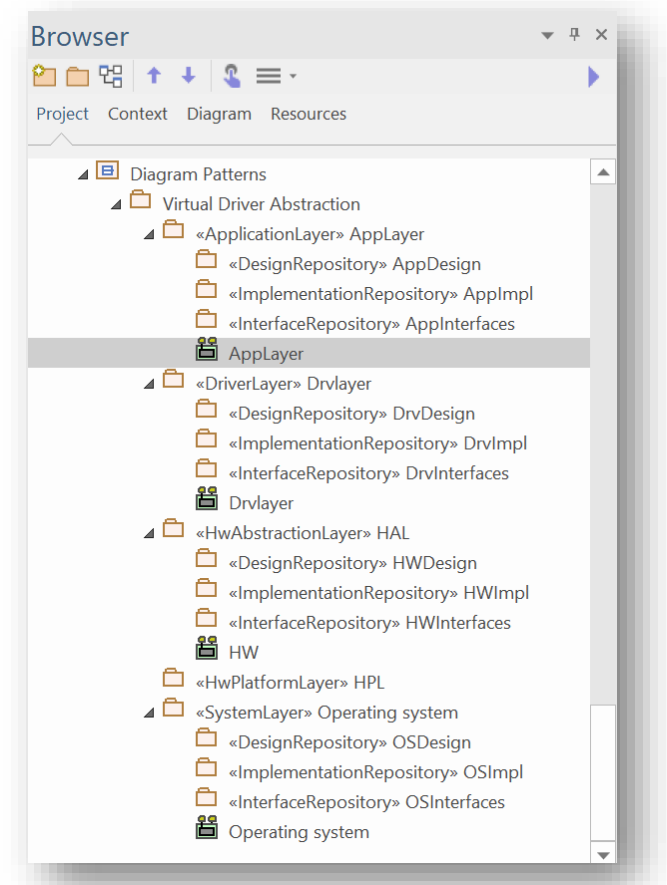 Browser
Project Context Diagram Resources
Diagram Patterns
Virtual Driver Abstraction
«ApplicationLayer» AppLayer
«DesignRepository» AppDesign
«ImplementationRepository» AppImpl
«InterfaceRepository» AppInterfaces
AppLayer
«DriverLayer» Drvlayer
«DesignRepository» DrvDesign
«ImplementationRepository» DrvImpl
«InterfaceRepository» DrvInterfaces
Drvlayer
«HwAbstractionLayer» HAL
«DesignRepository» HWDesign
«ImplementationRepository» HWImpl
«InterfaceRepository» HWInterfaces
HW
«HwPlatformLayer» HPL
«SystemLayer» Operating system
«DesignRepository» OSDesign
«ImplementationRepository» OSImpl
«InterfaceRepository» OSInterfaces
Operating system